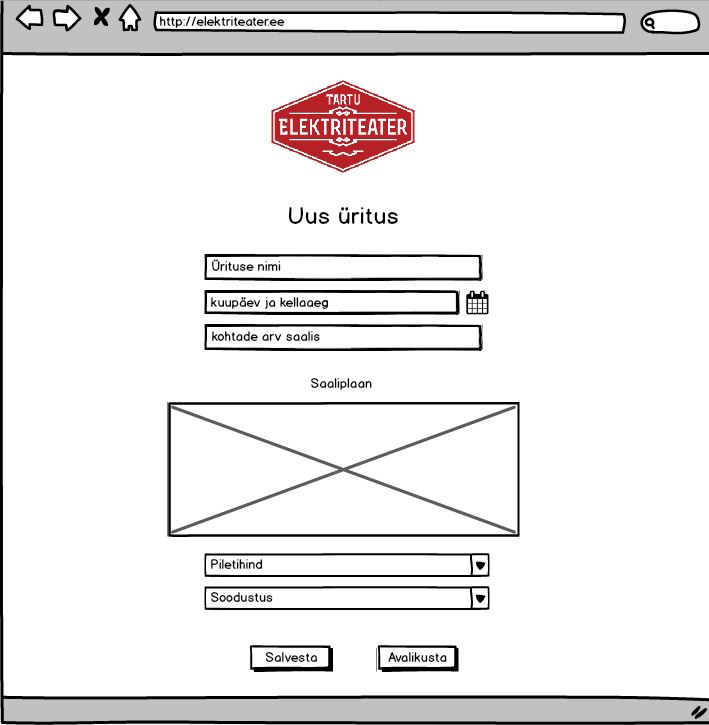 http://elektriteater.ee
TARTU
ELEKTRITEATER
Uus üritus
Ürituse nimi
kuupäev ja kellaaeg
kohtade arv saalis
Saaliplaan
Piletihind
Soodustus
Salvesta
Avalikusta